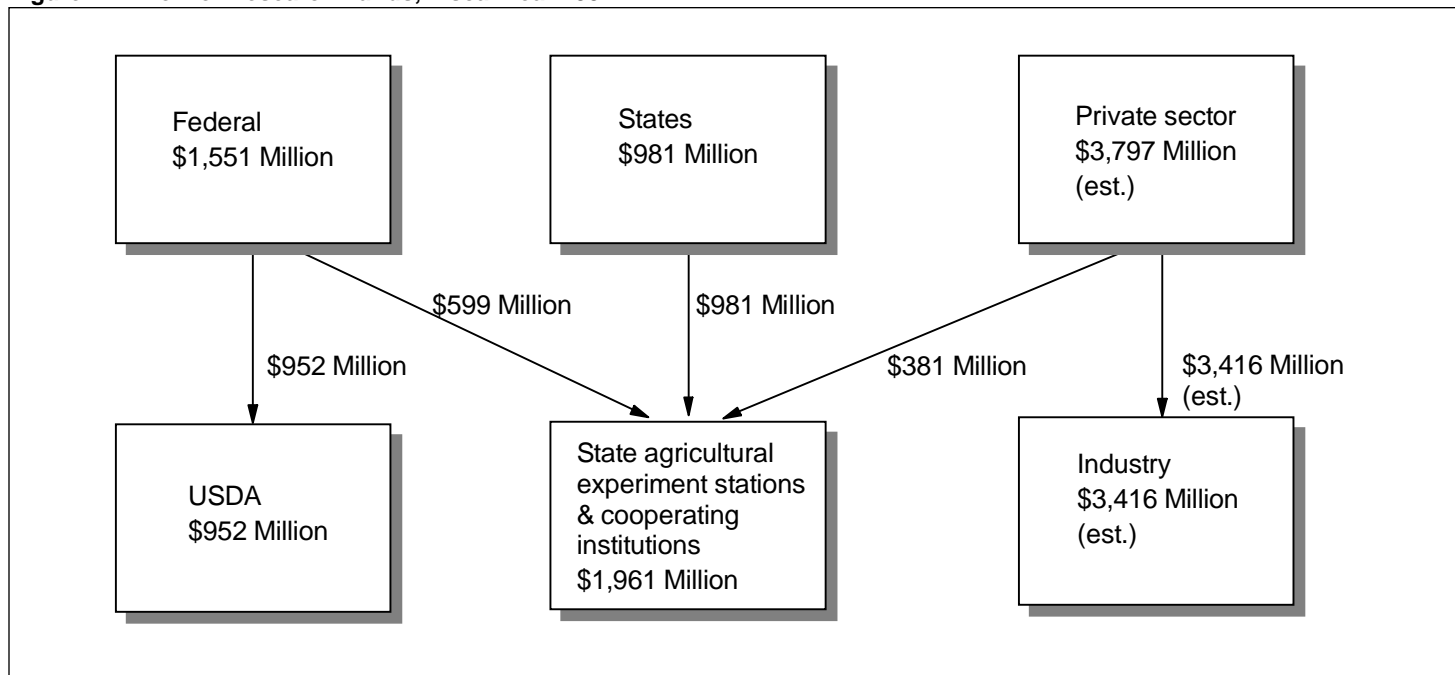 Federal
$1,551 Million
States
$981 Million
Private sector
$3,797 Million
(est.)
$599 Million
$981 Million
$952 Million
$381 Million
$3,416 Million
(est.)
USDA
$952 Million
State agricultural
experiment stations
& cooperating
institutions
$1,961 Million
Industry
$3,416 Million
(est.)